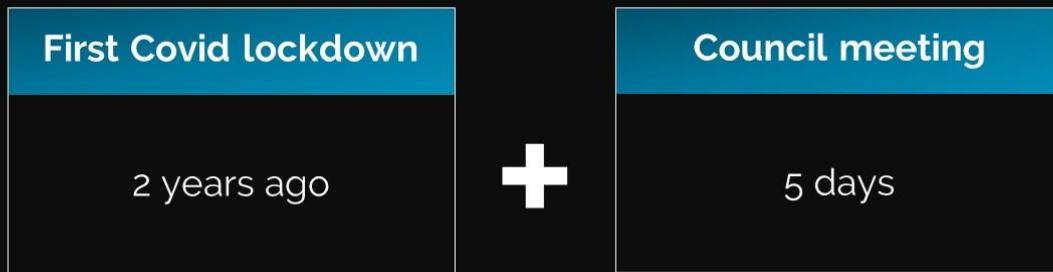 First Covid lockdown
2 years ago
+
Council meeting
5 days